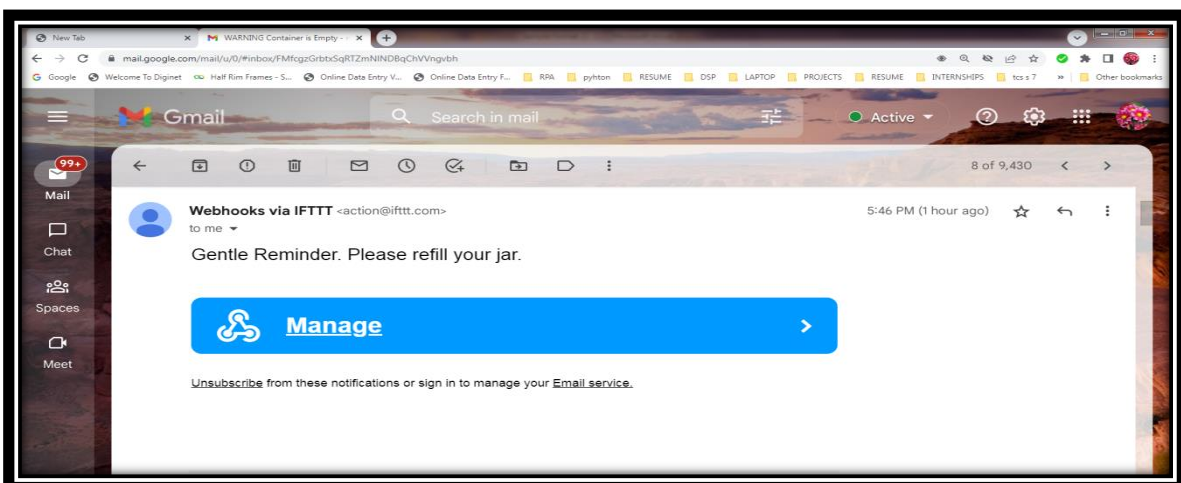 New Tab
WARNING Container is Empty -
mail.google.com/mail/u/0/#inbox/FMfcgzGrbtxSqRTZmNINDBqChVVngvbh
Google Welcome To Diginet Half Rim Frames - S... Online Data Entry V... Online Data Entry F... RPA pyhton RESUME DSP LAPTOP PROJECTS RESUME INTERNSHIPS tcs s 7 » Other bookmarks
Gmail Search in mail Active
99+ 8 of 9,430
Mail
Webhooks via IFTTT <action@ifttt.com> 5:46 PM (1 hour ago)
to me
Chat
Gentle Reminder. Please refill your jar.
Spaces
Manage
Meet
Unsubscribe from these notifications or sign in to manage your Email service.